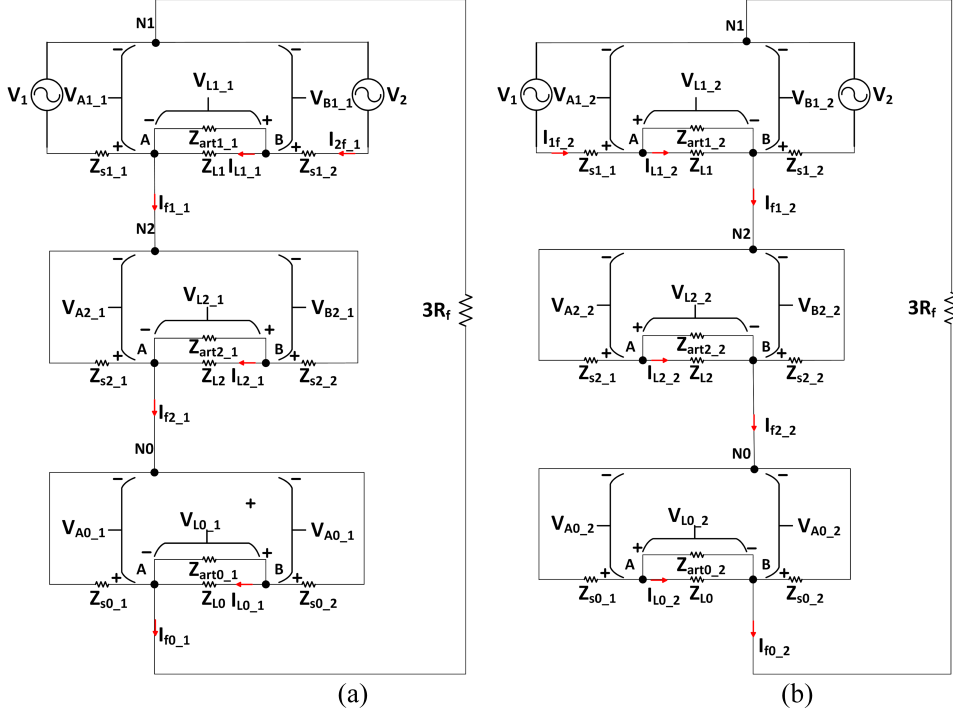 N1
V1 VA1_1 VL1_1 VB1_1 V2
− − − +
A Zart1_1 B I2f_1
+ +
Zs1_1 ZL1 IL1_1 Zs1_2
If1_1
N2
− −
VA2_1 VL2_1 VB2_1
− +
A Zart2_1 B
+ +
Zs2_1 ZL2 IL2_1 Zs2_2
If2_1
N0
− −
+
VA0_1 VL0_1 VA0_1
− +
A Zart0_1 B
+ +
Zs0_1 ZL0 IL0_1 Zs0_2
If0_1
3Rf
(a)
N1
− −
V1 VA1_2 VL1_2 VB1_2 V2
+ −
I1f_2 A Zart1_2 B
+ +
Zs1_1 IL1_2 ZL1 Zs1_2
If1_2
N2
− −
VA2_2 VL2_2 VB2_2
+ −
A Zart2_2 B
+ +
Zs2_1 IL2_2 ZL2 Zs2_2
If2_2
N0
− −
VA0_2 VL0_2 VA0_2
+ −
A Zart0_2 B
+ +
Zs0_1 IL0_2 ZL0 Zs0_2
If0_2
3Rf
(b)